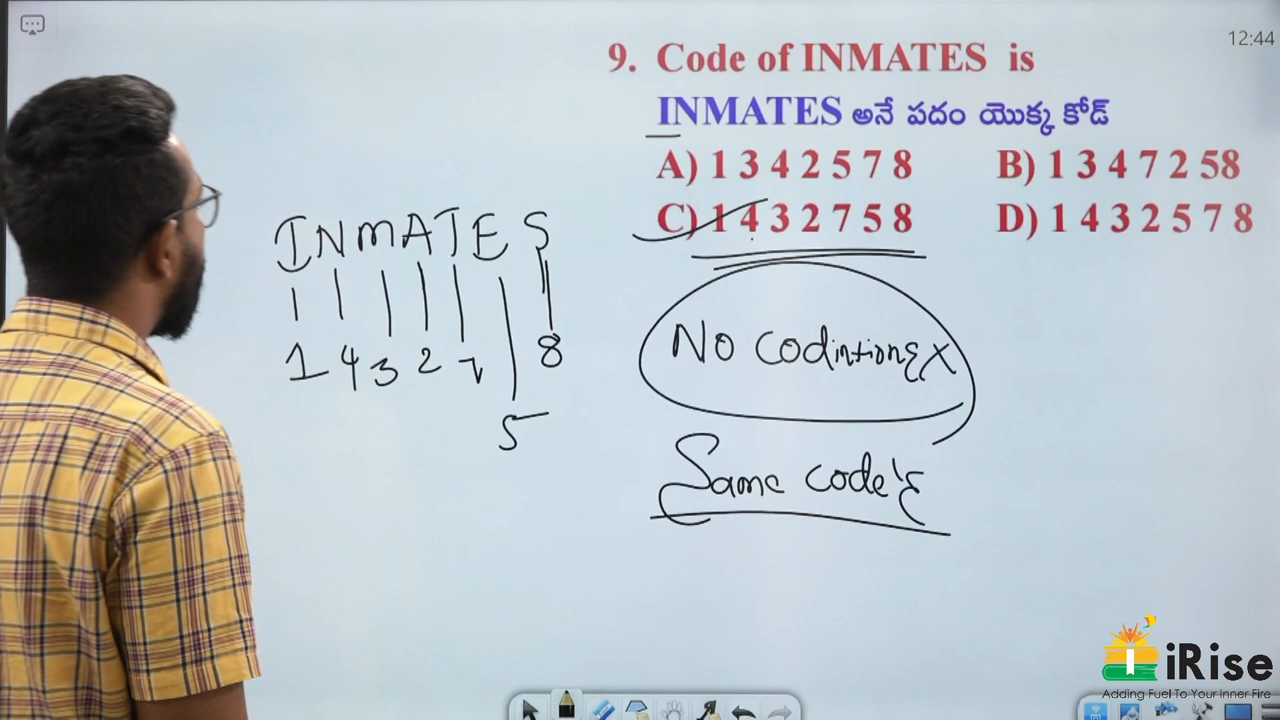 12:44
9. Code of INMATES is
INMATES అనే పదం యొక్క కోడ్
A) 1 3 4 2 5 7 8 B) 1 3 4 7 2 58
C) 1 4 3 2 7 5 8 D) 1 4 3 2 5 7 8
INMATES
1 4 3 2 7 5 8
No
Same code's
iRise
Adding Fuel To Your Inner Fire